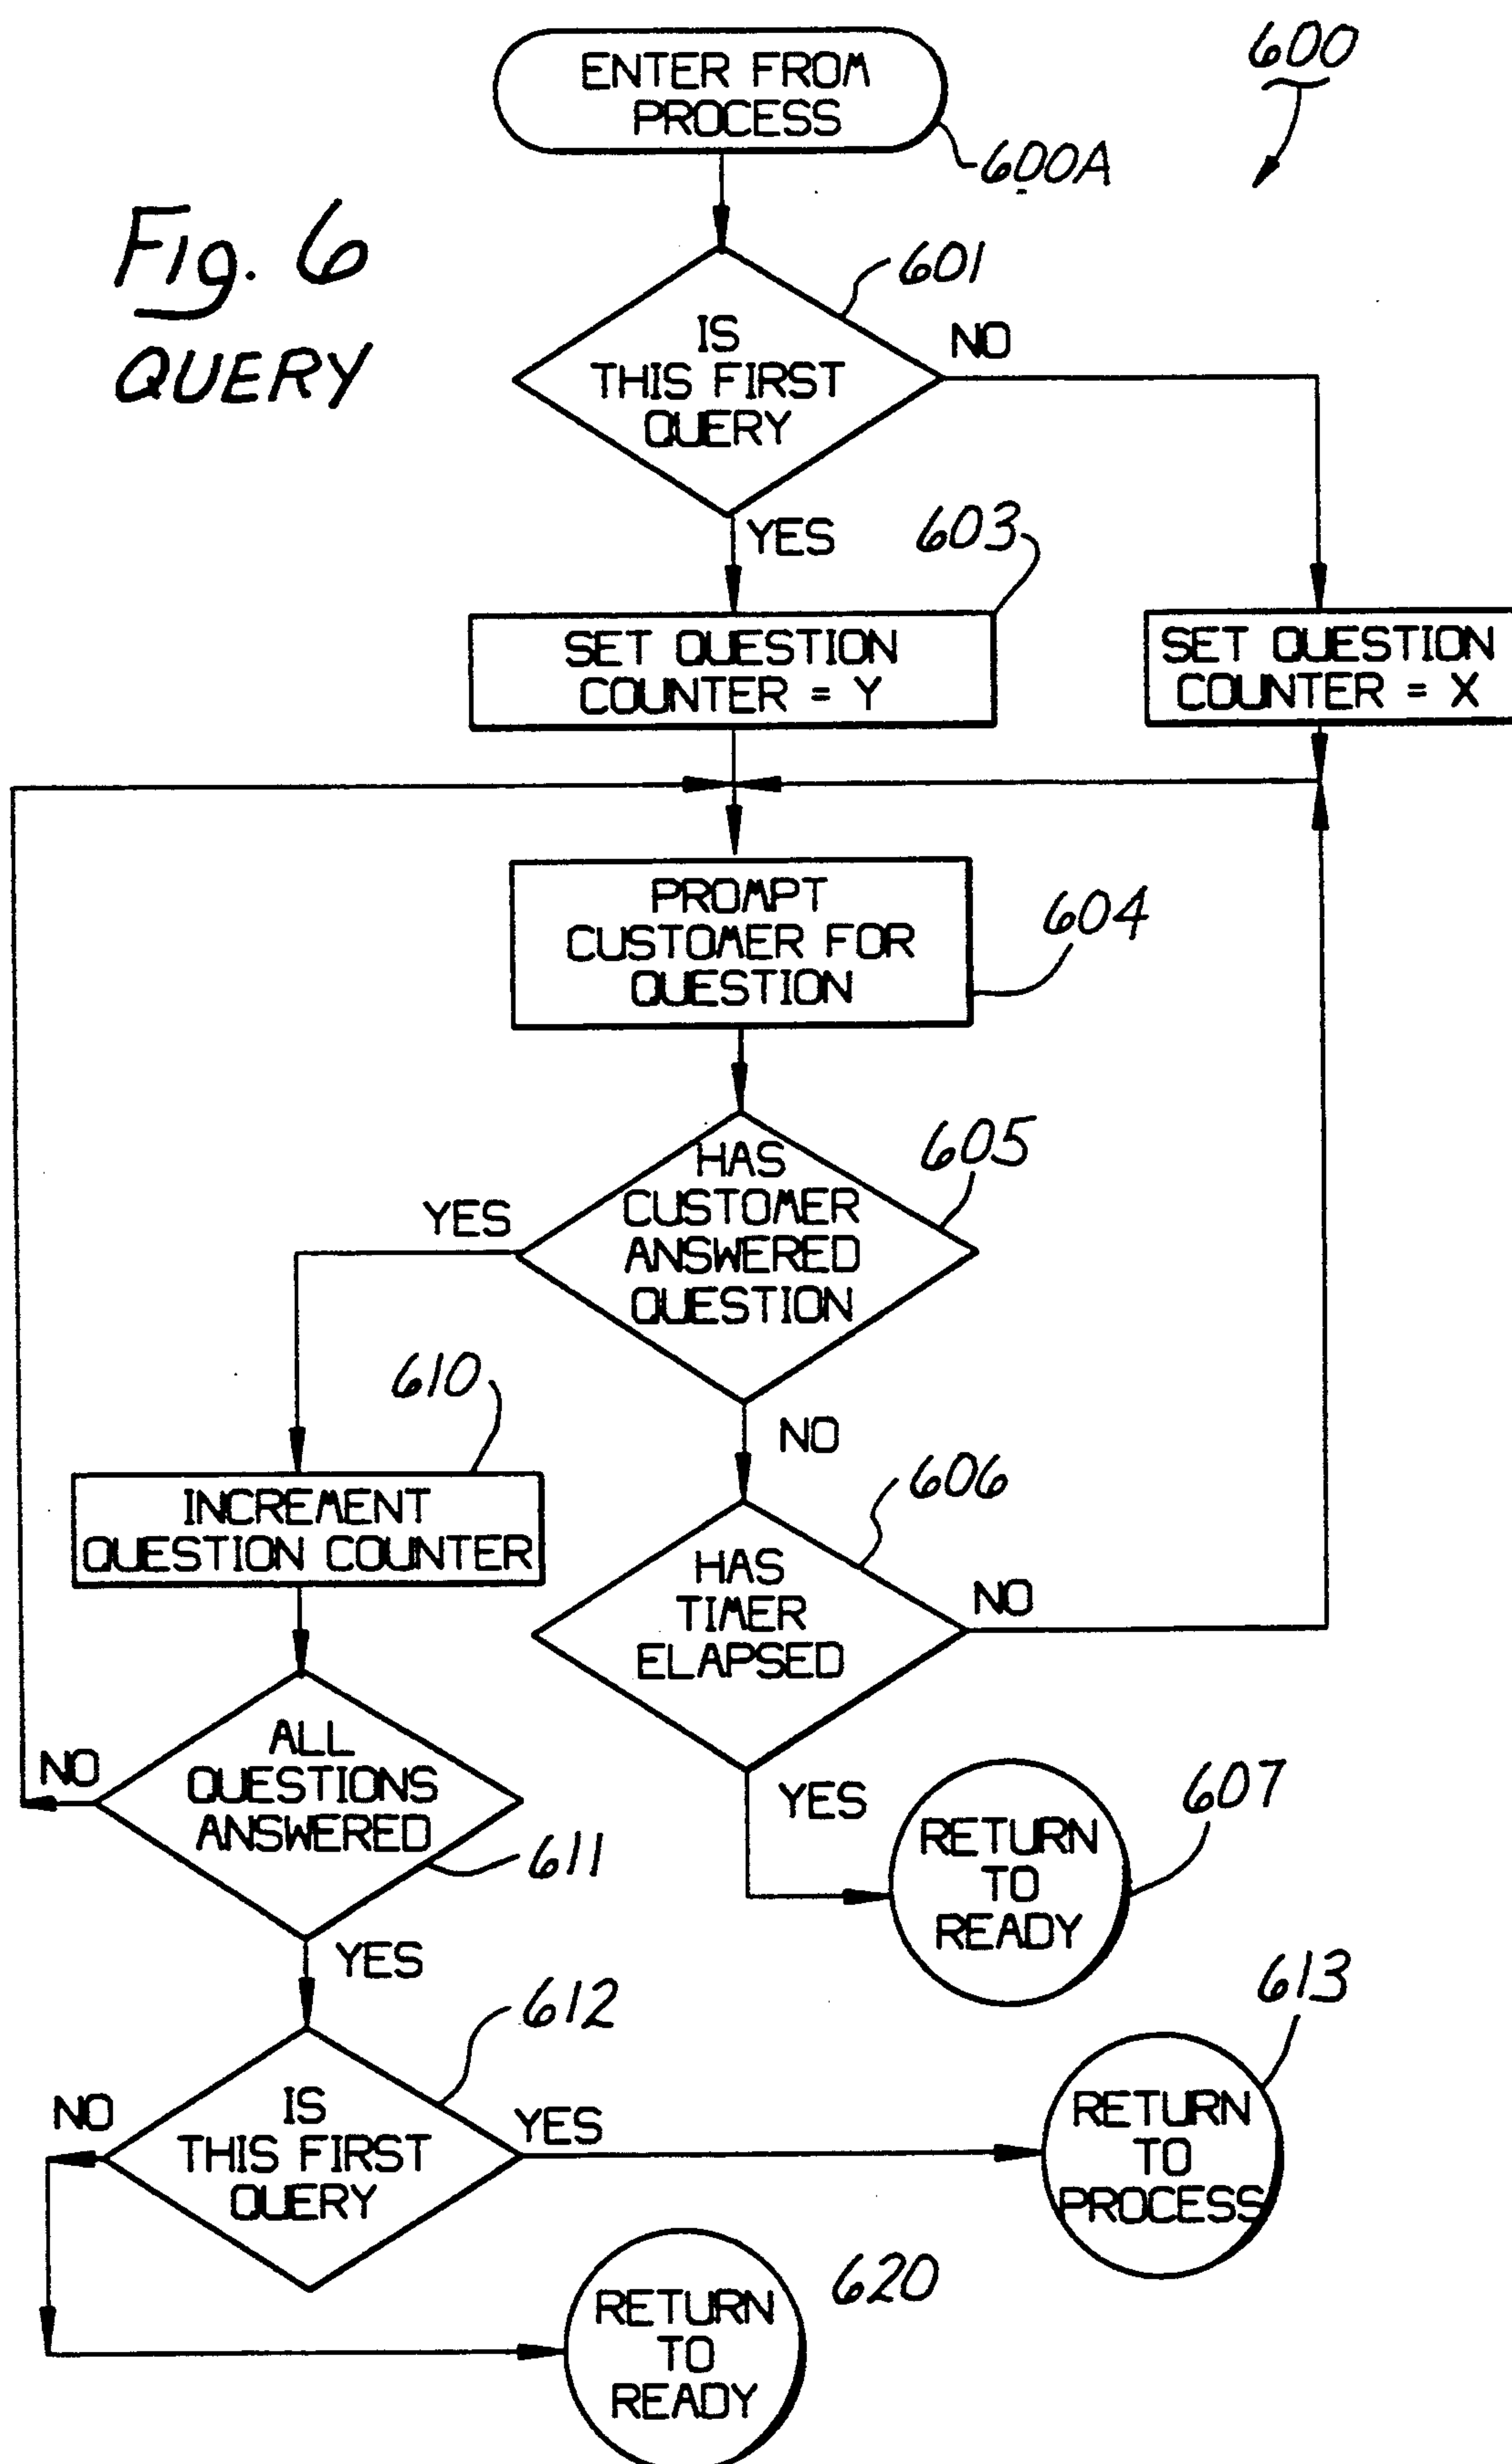 ENTER FROM
PROCESS
600
600A
Fig. 6
QUERY
601
IS
THIS FIRST
QUERY
NO
YES
603
SET QUESTION
COUNTER = Y
SET QUESTION
COUNTER = X
PROMPT
CUSTOMER FOR
QUESTION
604
HAS
CUSTOMER
ANSWERED
QUESTION
605
YES
NO
610
INCREMENT
QUESTION COUNTER
606
HAS
TIMER
ELAPSED
NO
YES
ALL
QUESTIONS
ANSWERED
NO
611
YES
RETURN
TO
READY
607
612
IS
THIS FIRST
QUERY
NO
YES
613
RETURN
TO
PROCESS
620
RETURN
TO
READY